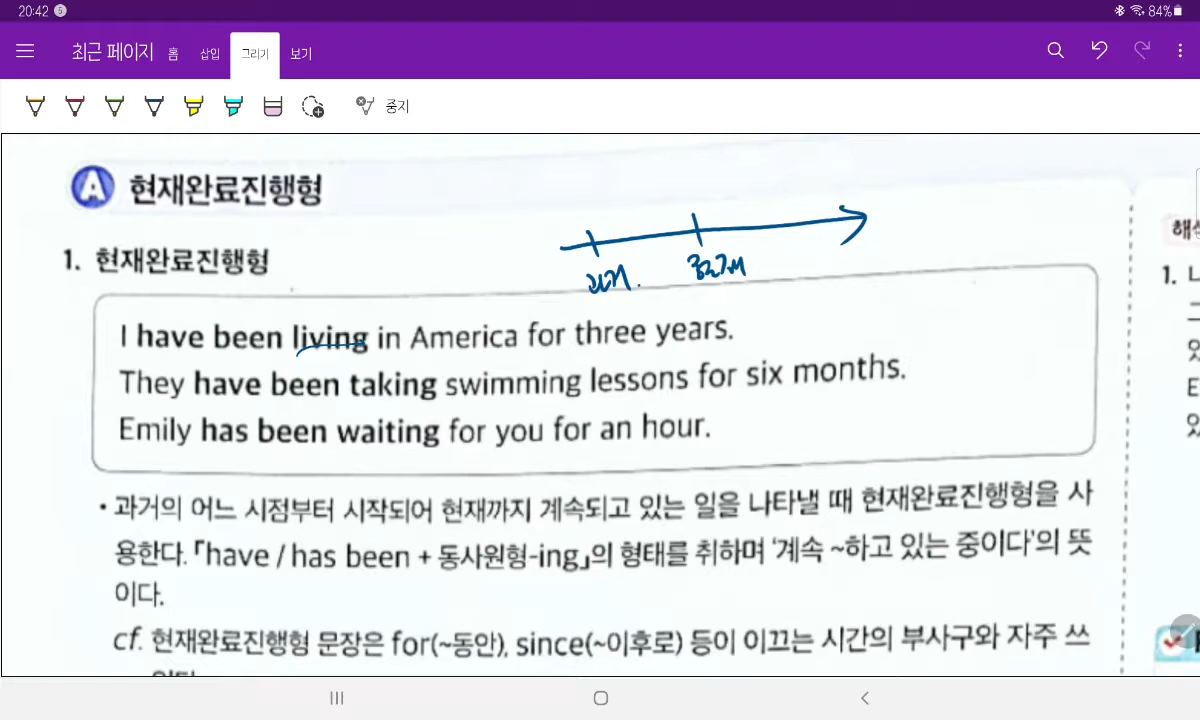 20:42 5 84%
최근 페이지 홈 삽입 그리기 보기
중지
A 현재완료진행형
1. 현재완료진행형
과거 현재
I have been living in America for three years.
They have been taking swimming lessons for six months.
Emily has been waiting for you for an hour.
• 과거의 어느 시점부터 시작되어 현재까지 계속되고 있는 일을 나타낼 때 현재완료진행형을 사
용한다. 「have / has been + 동사원형-ing」의 형태를 취하며 ‘계속 ~하고 있는 중이다’의 뜻
이다.
cf. 현재완료진행형 문장은 for(~동안), since(~이후로) 등이 이끄는 시간의 부사구와 자주 쓰
1.
E